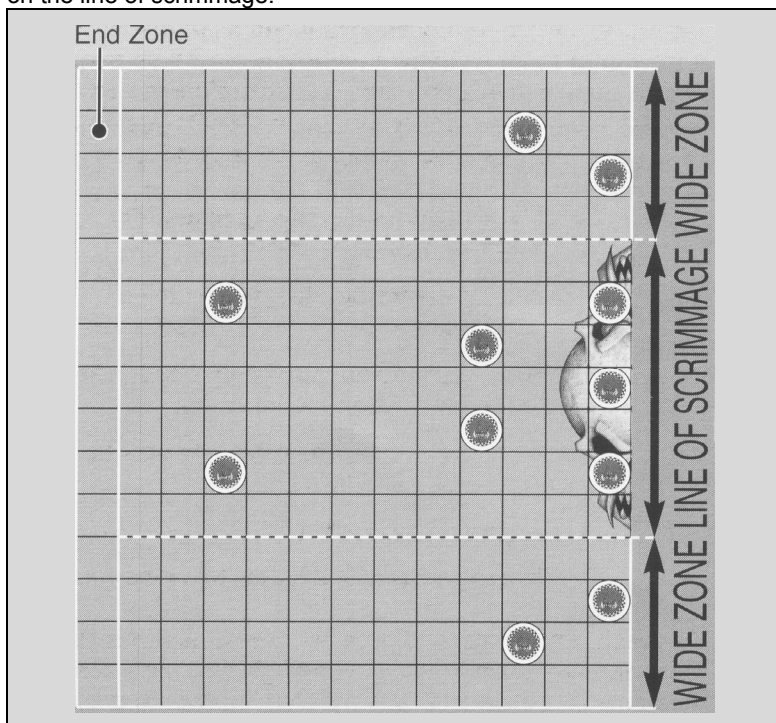 on the line of scrimmage.
End Zone
WIDE ZONE
LINE OF SCRIMMAGE
WIDE ZONE